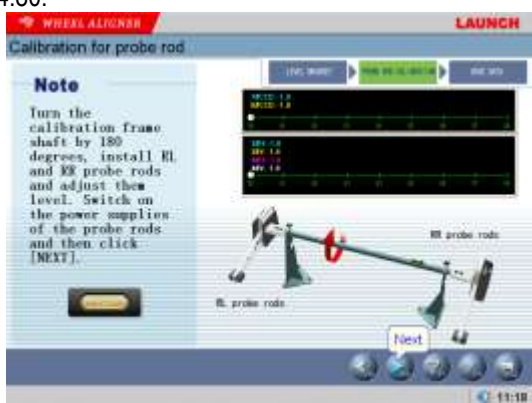 4.60.
WHEEL ALIGNER
LAUNCH
Calibration for probe rod
Note
Turn the
calibration frame
shaft by 180
degrees, install RL
and RR probe rods
and adjust them
level. Switch on
the power supplies
of the probe rods
and then click
[NEXT].
RR probe rods
RL probe rods
Next
11:18